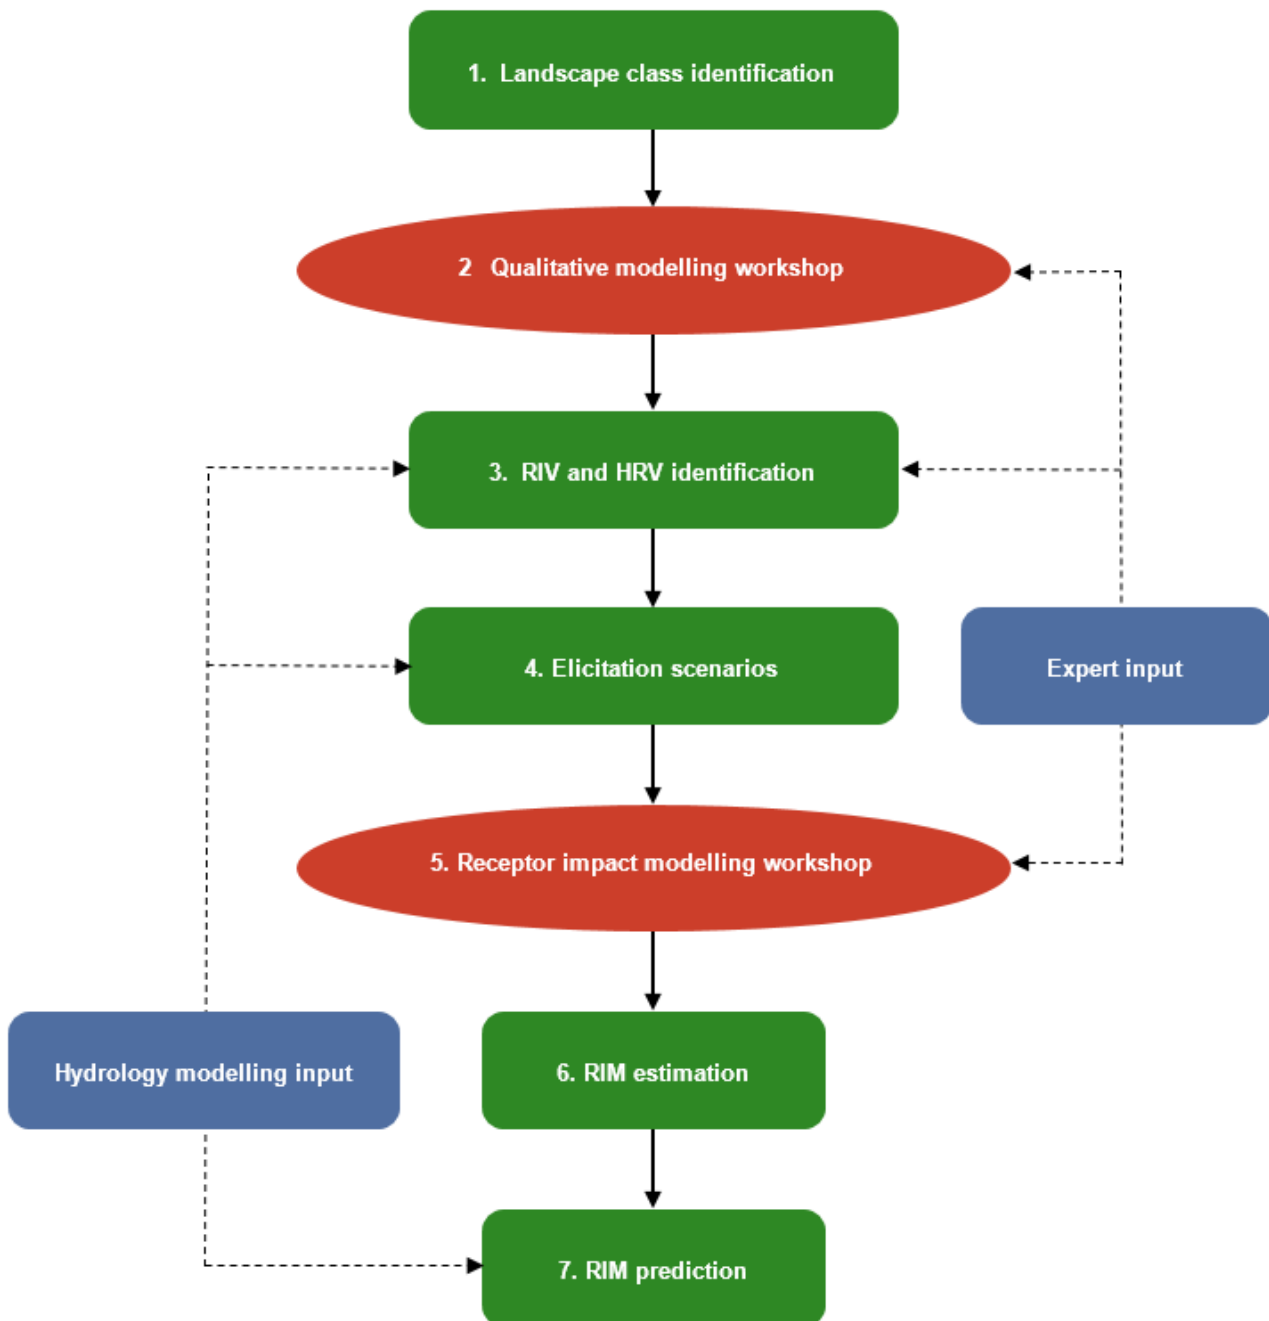 1. Landscape class identification
2 Qualitative modelling workshop
3. RIV and HRV identification
4. Elicitation scenarios
Expert input
5. Receptor impact modelling workshop
Hydrology modelling input
6. RIM estimation
7. RIM prediction